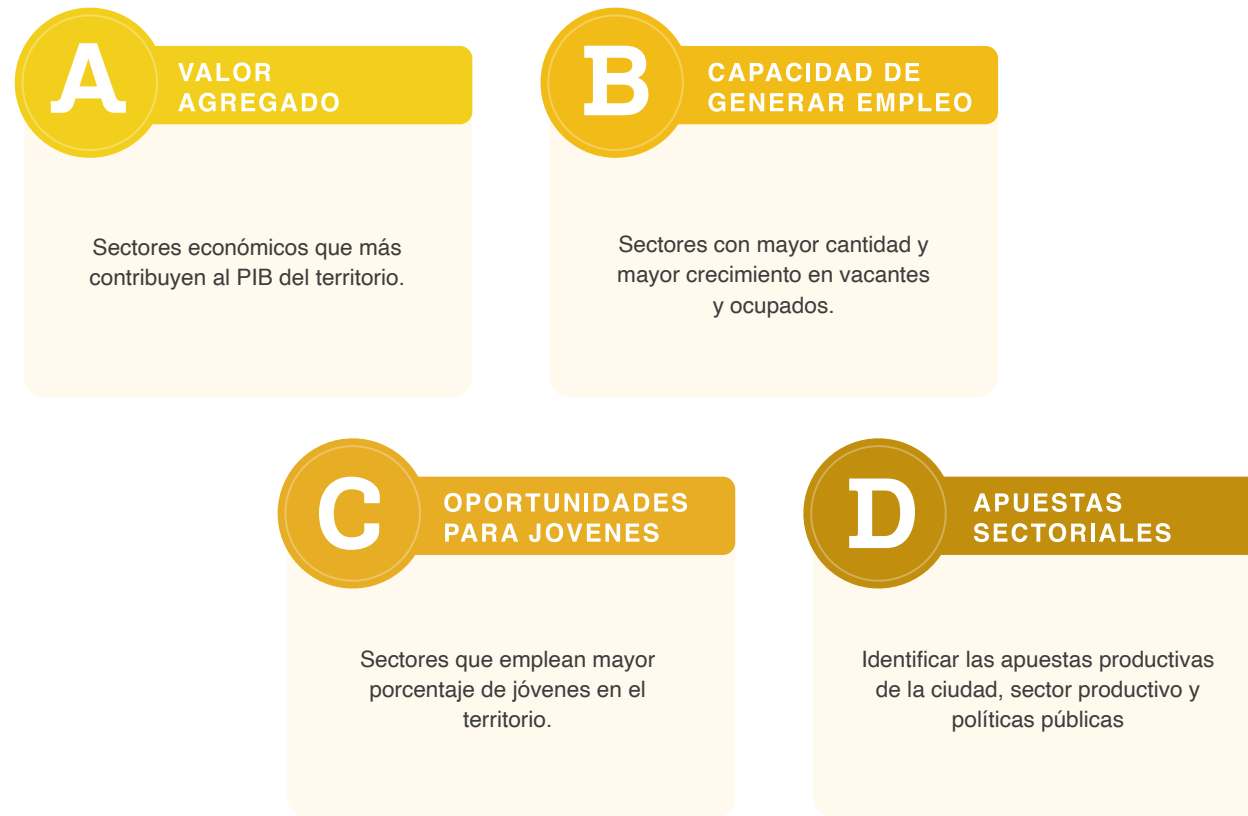 A
VALOR
AGREGADO
Sectores económicos que más
contribuyen al PIB del territorio.
B
CAPACIDAD DE
GENERAR EMPLEO
Sectores con mayor cantidad y
mayor crecimiento en vacantes
y ocupados.
C
OPORTUNIDADES
PARA JOVENES
Sectores que emplean mayor
porcentaje de jóvenes en el
territorio.
D
APUESTAS
SECTORIALES
Identificar las apuestas productivas
de la ciudad, sector productivo y
políticas públicas